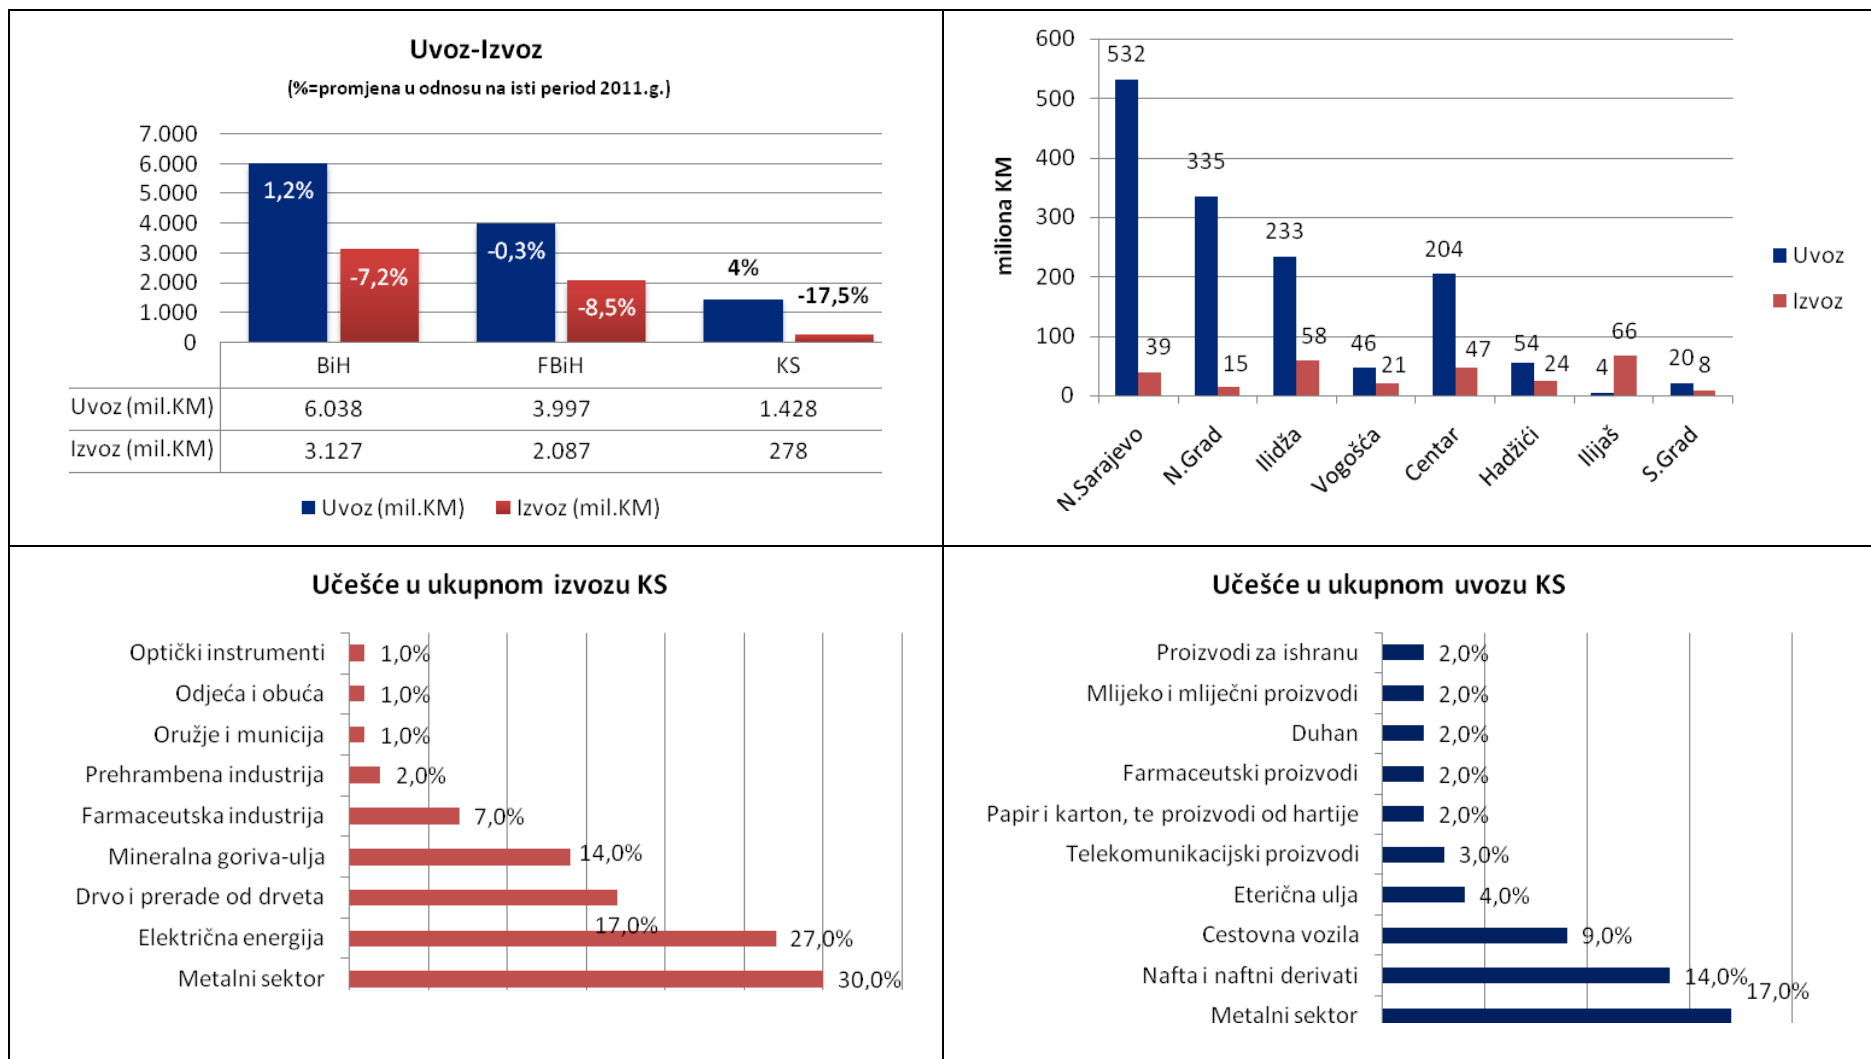 Uvoz-Izvoz
(%=promjena u odnosu na isti period 2011.g.)
7.000
6.000
5.000
4.000
3.000
2.000
1.000
0
1,2%
-7,2%
-0,3%
-8,5%
4%
-17,5%
BiH FBiH KS
Uvoz (mil.KM) 6.038 3.997 1.428
Izvoz (mil.KM) 3.127 2.087 278
Uvoz (mil.KM) Izvoz (mil.KM)
miliona KM
600
500
400
300
200
100
0
532
39
335
15
233
58
46
21
204
47
54
24
4
66
20
8
N.Sarajevo
N.Grad
Ilidža
Vogošća
Centar
Hadžići
Ilijaš
S.Grad
Uvoz
Izvoz
Učešće u ukupnom izvozu KS
Optički instrumenti 1,0%
Odjeća i obuća 1,0%
Oružje i municija 1,0%
Prehrambena industrija 2,0%
Farmaceutska industrija 7,0%
Mineralna goriva-ulja 14,0%
Drvo i prerade od drveta 17,0%
Električna energija 27,0%
Metalni sektor 30,0%
Učešće u ukupnom uvozu KS
Proizvodi za ishranu 2,0%
Mlijeko i mliječni proizvodi 2,0%
Duhan 2,0%
Farmaceutski proizvodi 2,0%
Papir i karton, te proizvodi od hartije 2,0%
Telekomunikacijski proizvodi 3,0%
Eterična ulja 4,0%
Cestovna vozila 9,0%
Nafta i naftni derivati 14,0%
Metalni sektor 17,0%